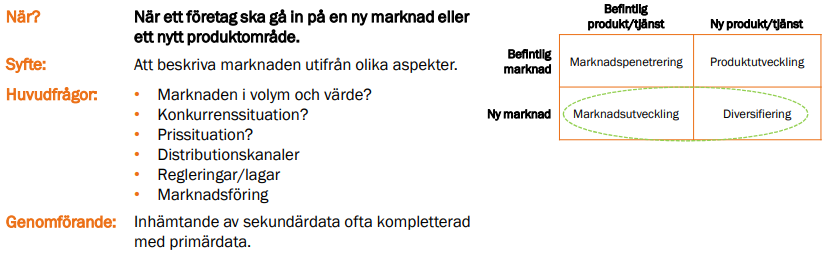 När?
När ett företag ska gå in på en ny marknad eller
ett nytt produktområde.
Syfte:
Att beskriva marknaden utifrån olika aspekter.
Huvudfrågor:
• Marknaden i volym och värde?
• Konkurrenssituation?
• Prissituation?
• Distributionskanaler
• Regleringar/lagar
• Marknadsföring
Genomförande:
Inhämtande av sekundärdata ofta kompletterad
med primärdata.
Befintlig
produkt/tjänst
Ny produkt/tjänst
Befintlig
marknad
Marknadspenetrering
Produktutveckling
Ny marknad
Marknadsutveckling
Diversifiering